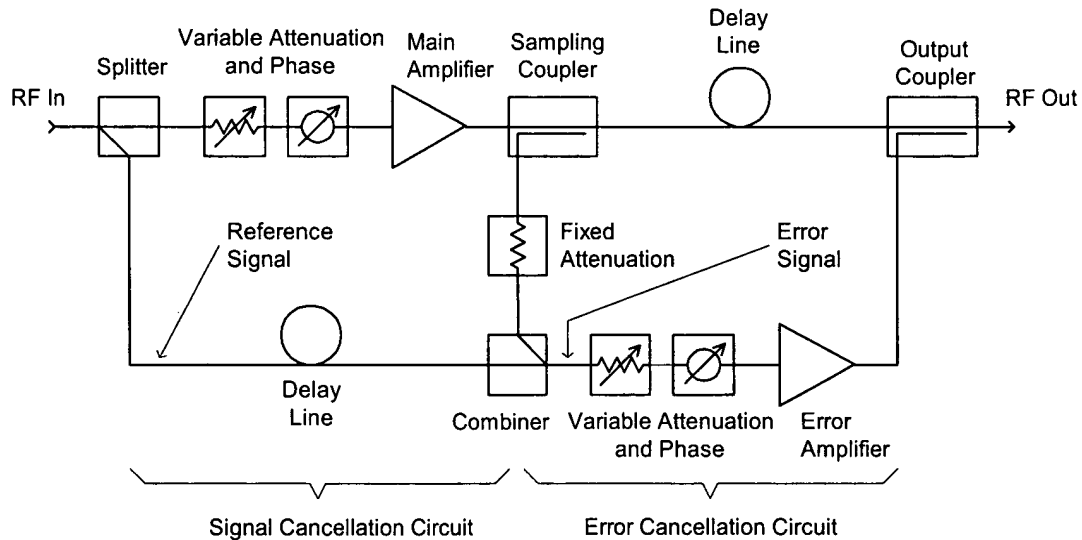 Variable Attenuation
and Phase
Main
Amplifier
Sampling
Coupler
Delay
Line
Output
Coupler
Splitter
RF In
RF Out
Reference
Signal
Fixed
Attenuation
Error
Signal
Delay
Line
Combiner
Variable Attenuation
and Phase
Error
Amplifier
Signal Cancellation Circuit
Error Cancellation Circuit